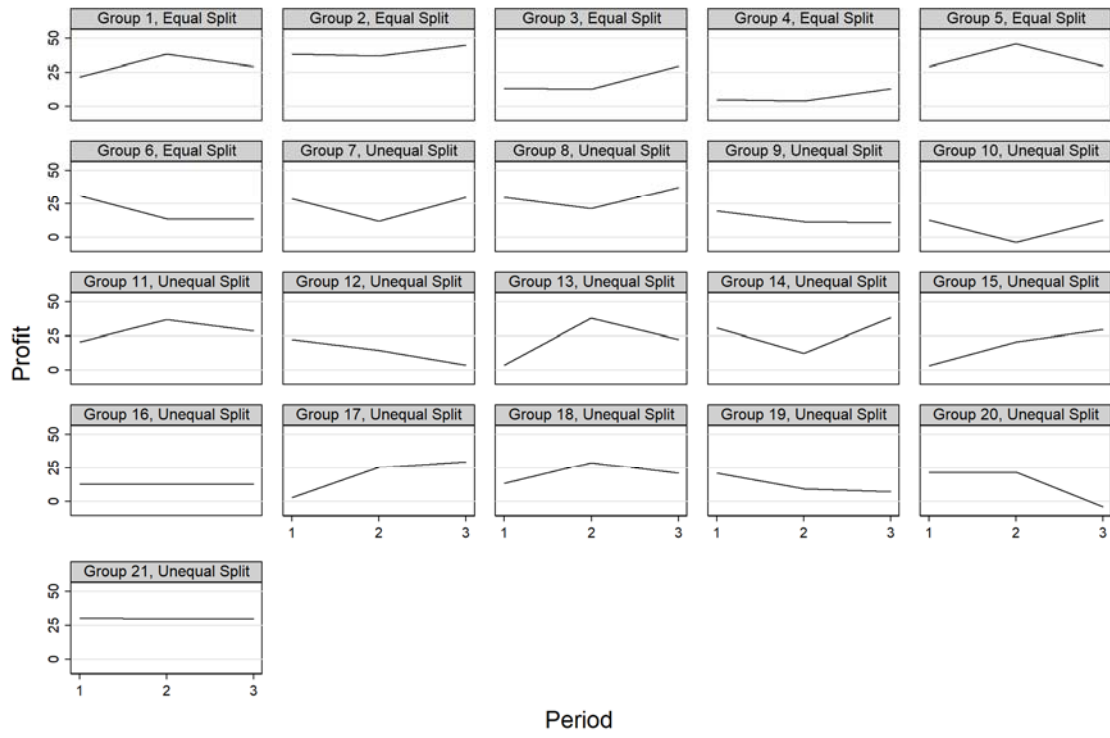 Group 1, Equal Split
Group 2, Equal Split
Group 3, Equal Split
Group 4, Equal Split
Group 5, Equal Split
50
25
0
Group 6, Equal Split
Group 7, Unequal Split
Group 8, Unequal Split
Group 9, Unequal Split
Group 10, Unequal Split
50
25
0
Group 11, Unequal Split
Group 12, Unequal Split
Group 13, Unequal Split
Group 14, Unequal Split
Group 15, Unequal Split
50
25
0
Profit
Group 16, Unequal Split
Group 17, Unequal Split
Group 18, Unequal Split
Group 19, Unequal Split
Group 20, Unequal Split
50
25
0
1 2 3
1 2 3
1 2 3
1 2 3
Group 21, Unequal Split
50
25
0
1 2 3
Period